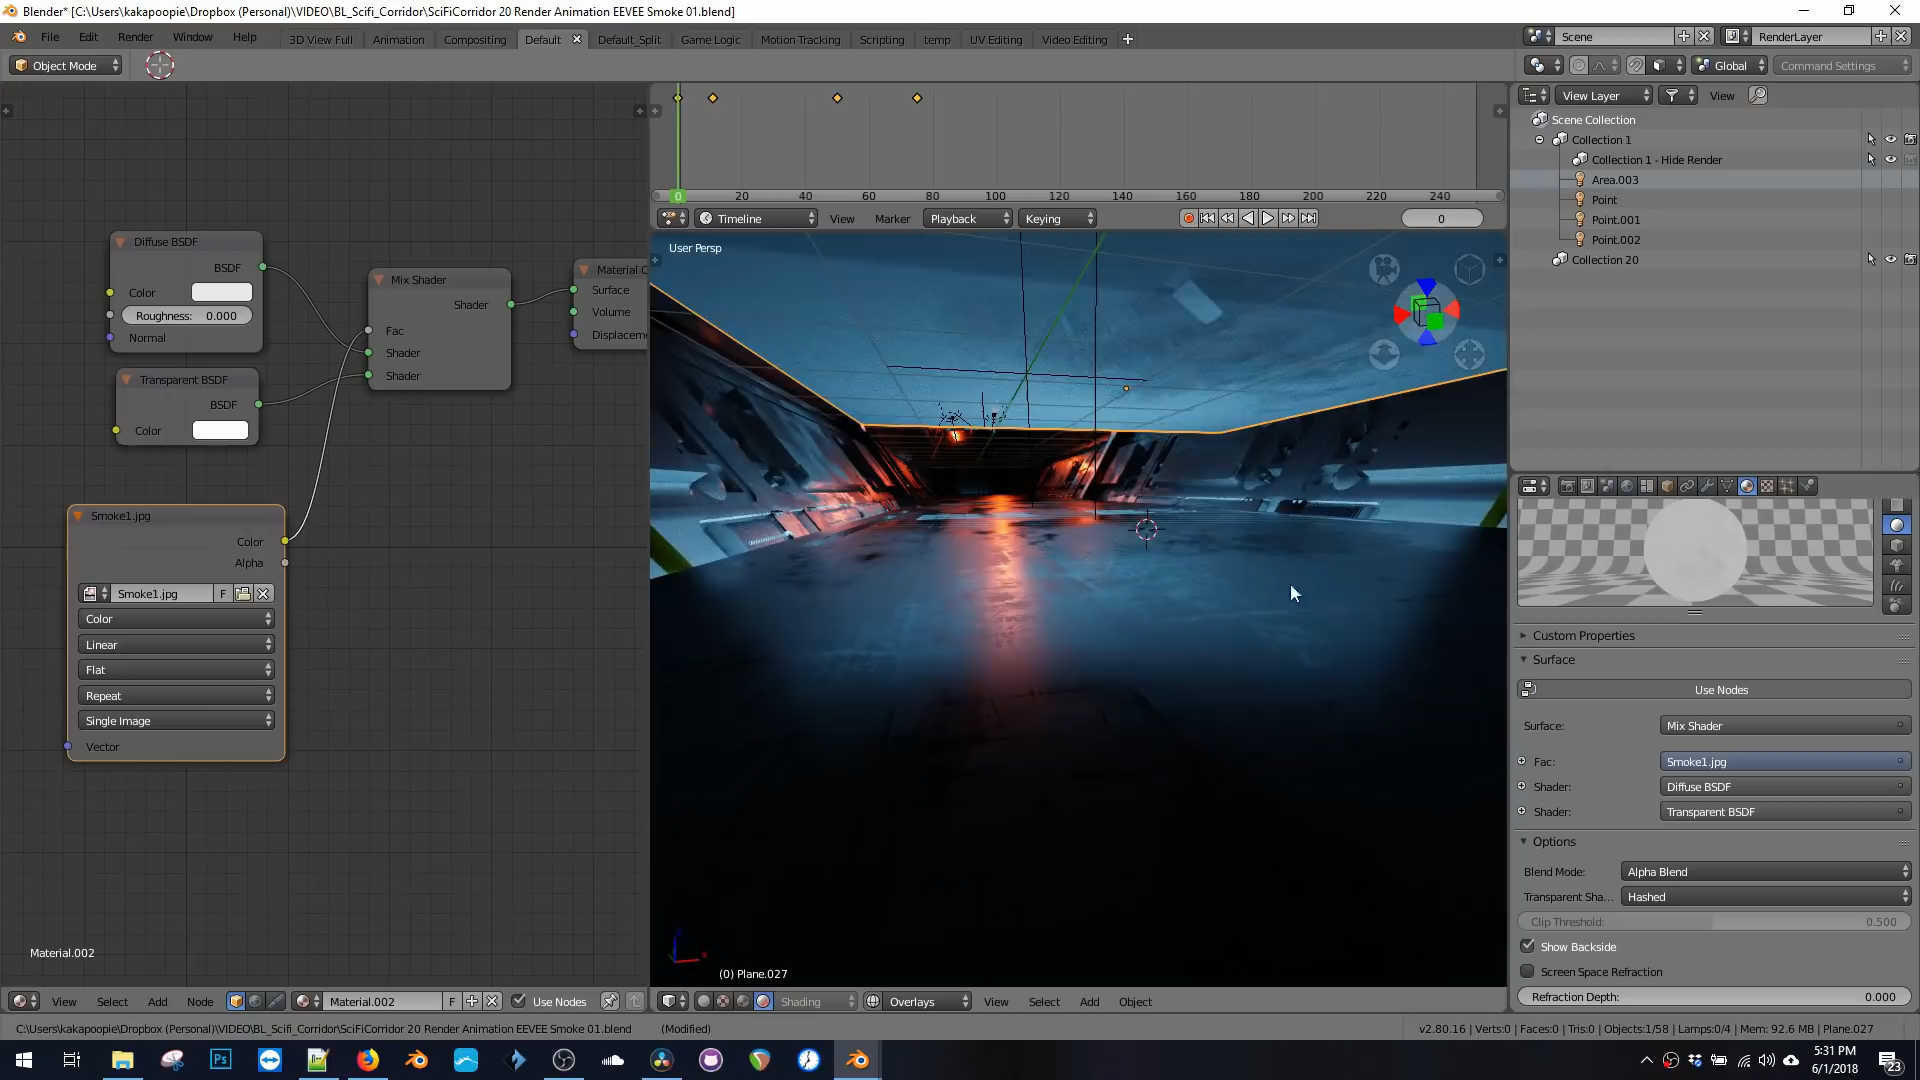 Blender* [C:\Users\kakapoopie\Dropbox (Personal)\VIDEO\BL_Scifi_Corridor\SciFiCorridor 20 Render Animation EEVEE Smoke 01.blend]
File Edit Render Window Help 3D View Full Animation Compositing Default Default_Split Game Logic Motion Tracking Scripting temp UV Editing Video Editing Scene RenderLayer
Object Mode Global Command Settings
View Layer View
Scene Collection
Collection 1
Collection 1 - Hide Render
Area.003
Point
Point.001
Point.002
Collection 20
20 40 60 80 100 120 140 160 180 200 220 240
0
Timeline View Marker Playback Keying 0
User Persp
Diffuse BSDF
BSDF
Color
Roughness: 0.000
Normal
Transparent BSDF
BSDF
Color
Mix Shader
Shader
Fac
Shader
Shader
Material O
Surface
Volume
Displacem
Smoke1.jpg
Color
Alpha
Smoke1.jpg F
Color
Linear
Flat
Repeat
Single Image
Vector
Material.002
(0) Plane.027
Custom Properties
Surface
Use Nodes
Surface: Mix Shader
Fac: Smoke1.jpg
Shader: Diffuse BSDF
Shader: Transparent BSDF
Options
Blend Mode: Alpha Blend
Transparent Sha... Hashed
Clip Threshold: 0.500
Show Backside
Screen Space Refraction
Refraction Depth: 0.000
View Select Add Node Material.002 F Use Nodes Shading Overlays View Select Add Object
C:\Users\kakapoopie\Dropbox (Personal)\VIDEO\BL_Scifi_Corridor\SciFiCorridor 20 Render Animation EEVEE Smoke 01.blend (Modified) v2.80.16 | Verts:0 | Faces:0 | Tris:0 | Objects:1/58 | Lamps:0/4 | Mem: 92.6 MB | Plane.027
Ps
5:31 PM
6/1/2018
23